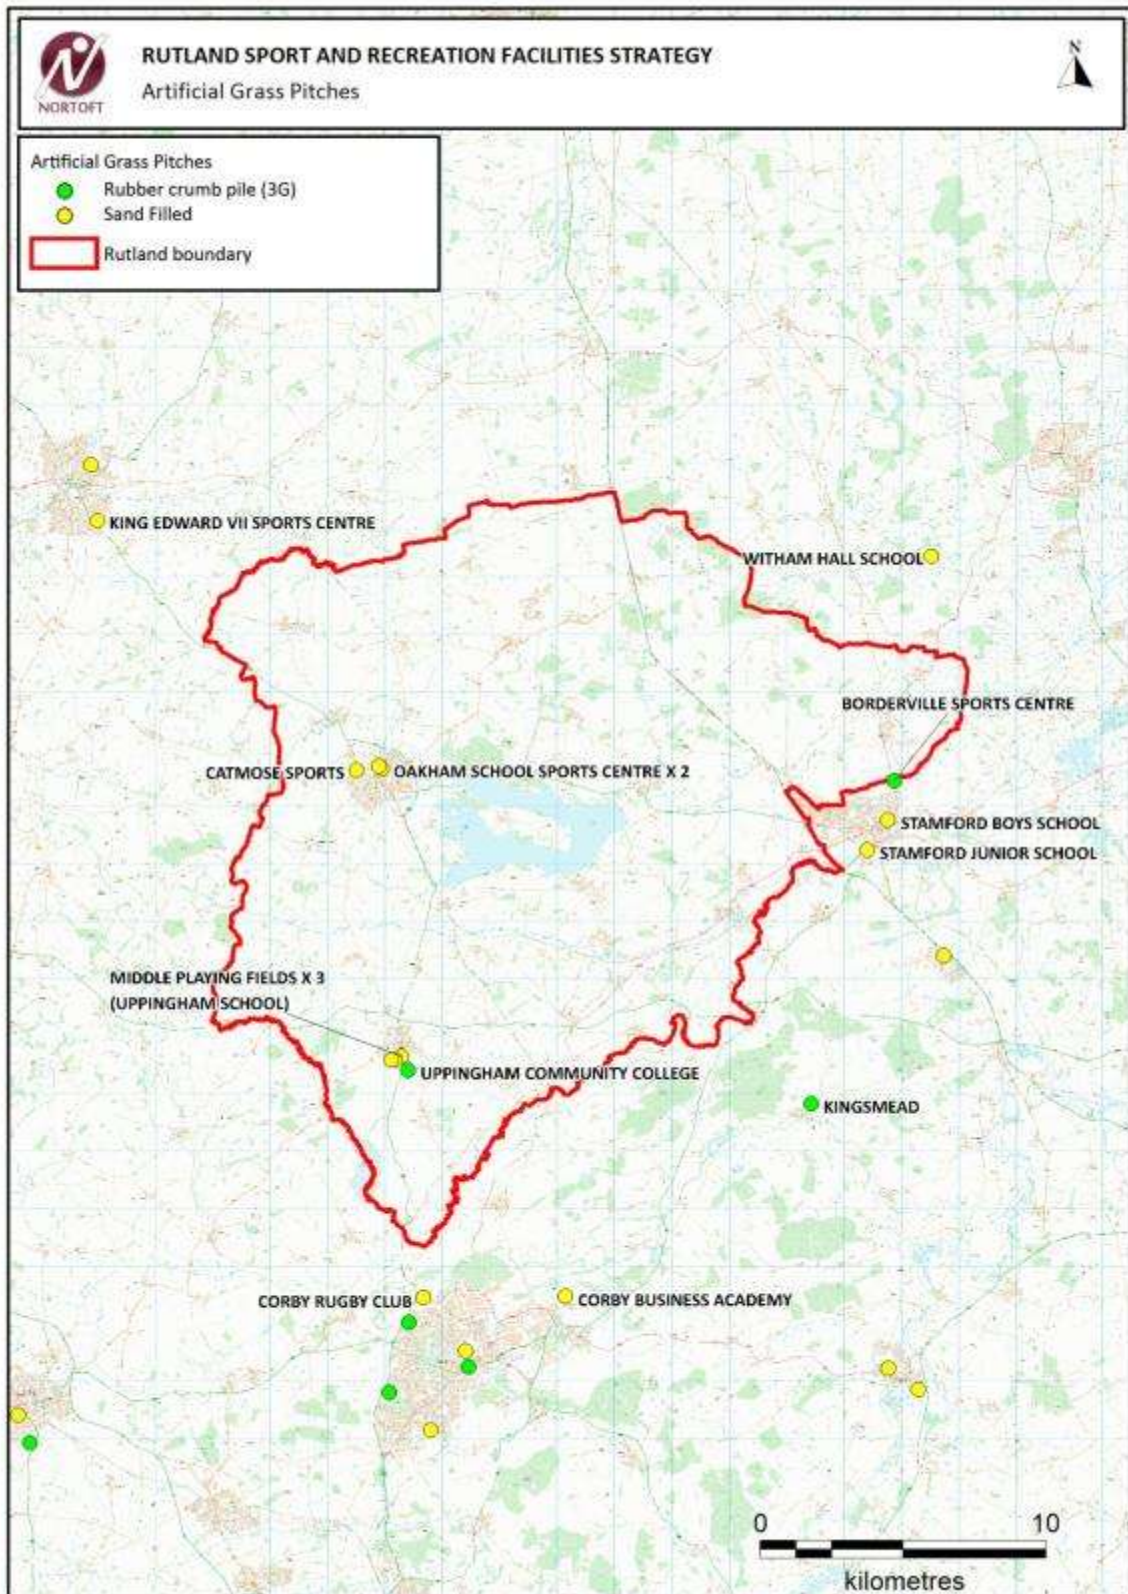 RUTLAND SPORT AND RECREATION FACILITIES STRATEGY
Artificial Grass Pitches
NORTOFT
N
Artificial Grass Pitches
Rubber crumb pile (3G)
Sand Filled
Rutland boundary
KING EDWARD VII SPORTS CENTRE
WITHAM HALL SCHOOL
BORDERVILLE SPORTS CENTRE
CATMOSE SPORTS
OAKHAM SCHOOL SPORTS CENTRE X 2
STAMFORD BOYS SCHOOL
STAMFORD JUNIOR SCHOOL
MIDDLE PLAYING FIELDS X 3
(UPPINGHAM SCHOOL)
UPPINGHAM COMMUNITY COLLEGE
KINGSMEAD
CORBY RUGBY CLUB
CORBY BUSINESS ACADEMY
0 10
kilometres